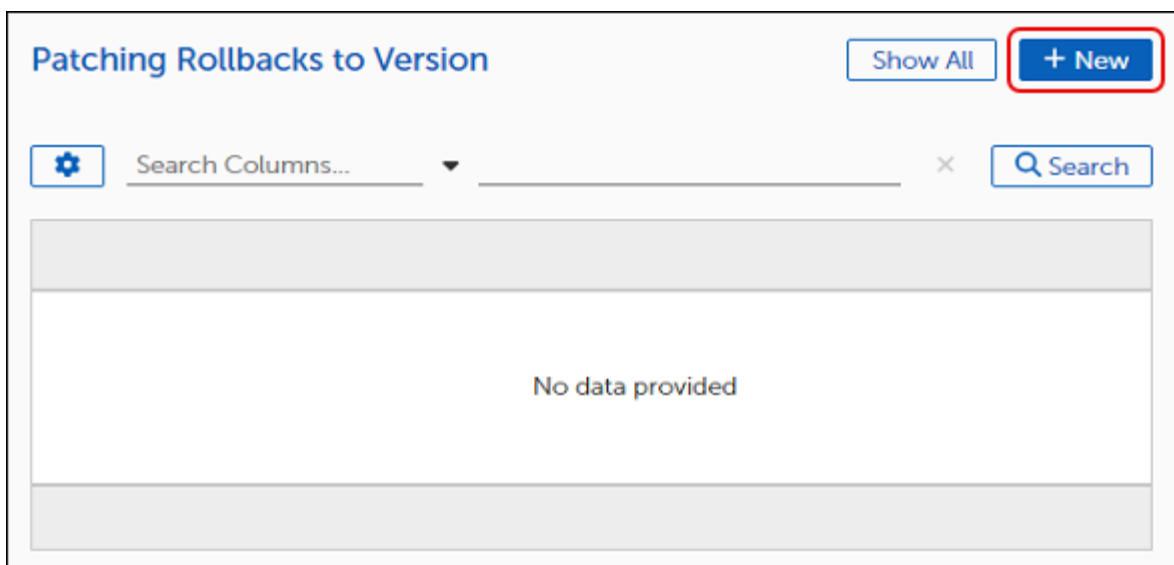 Patching Rollbacks to Version
Show All
+ New
Search Columns...
Search
No data provided